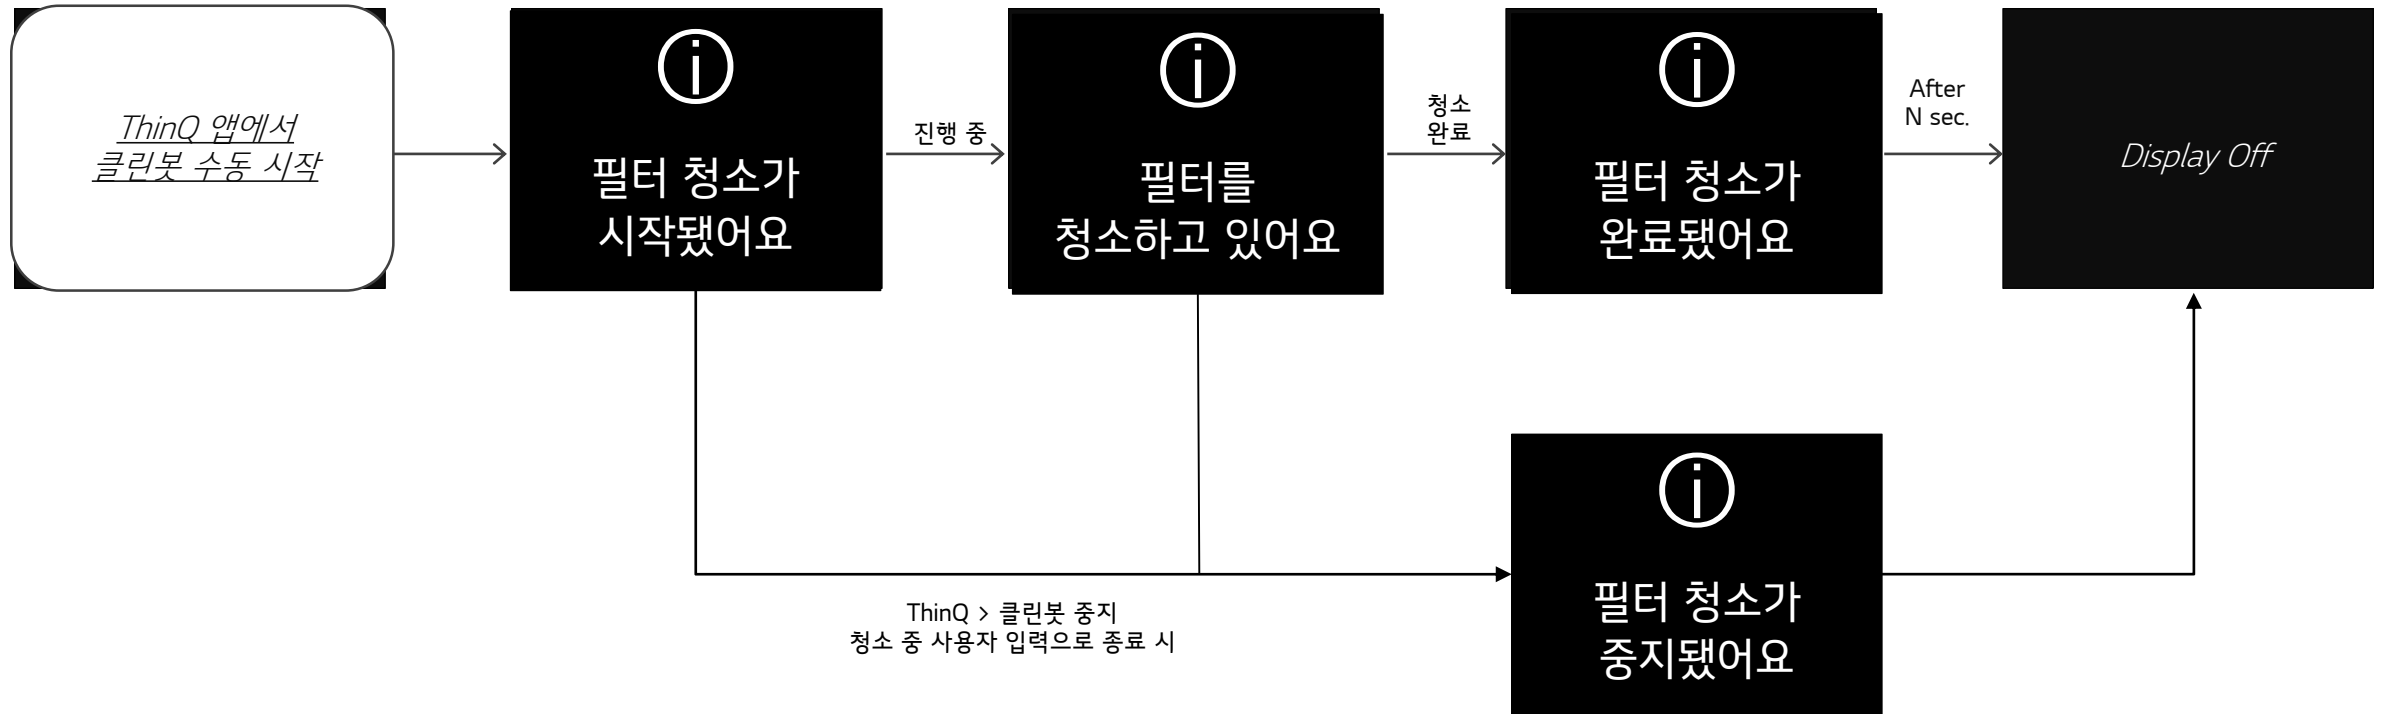 ThinQ 앱에서
클린봇 수동 시작
필터 청소가
시작됐어요
진행 중
필터를
청소하고 있어요
청소
완료
필터 청소가
완료됐어요
After
N sec.
Display Off
ThinQ > 클린봇 중지
청소 중 사용자 입력으로 종료 시
필터 청소가
중지됐어요